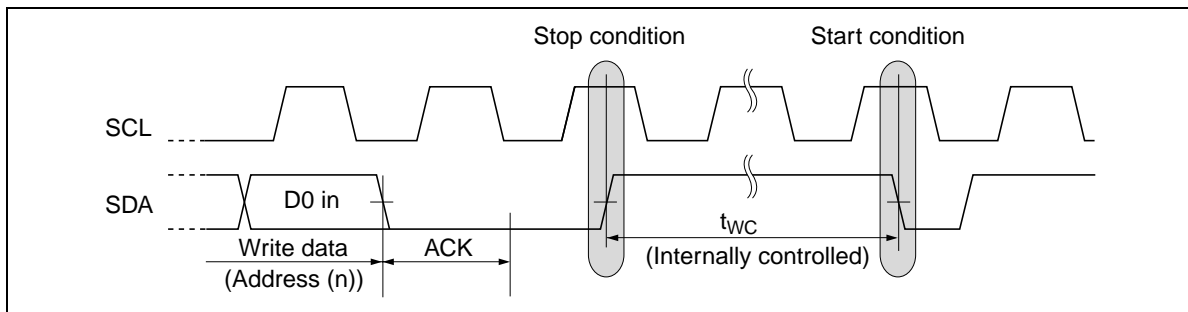 Stop condition
Start condition
SCL
SDA
D0 in
Write data
(Address (n))
ACK
tWC
(Internally controlled)